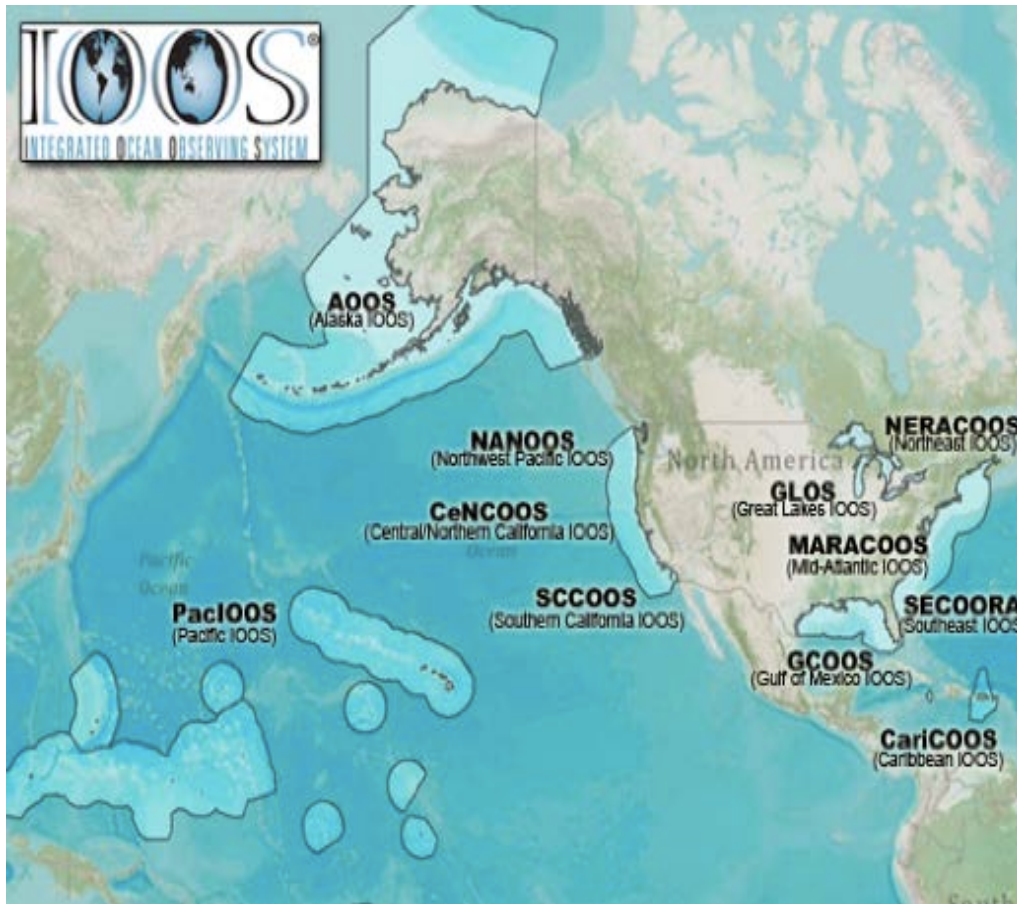 IOOS®
INTEGRATED OCEAN OBSERVING SYSTEM
AOOS
(Alaska IOOS)
NANOOS
(Northwest Pacific IOOS)
NERACOOS
(Northeast IOOS)
North America
GLOS
(Great Lakes IOOS)
CeNCOOS
(Central/Northern California IOOS)
Ocean
MARACOOS
(Mid-Atlantic IOOS)
Pacific
Ocean
PacIOOS
(Pacific IOOS)
SCCOOS
(Southern California IOOS)
SECOORA
(Southeast IOOS
GCOOS
(Gulf of Mexico IOOS)
CariCOOS
(Caribbean IOOS)
South